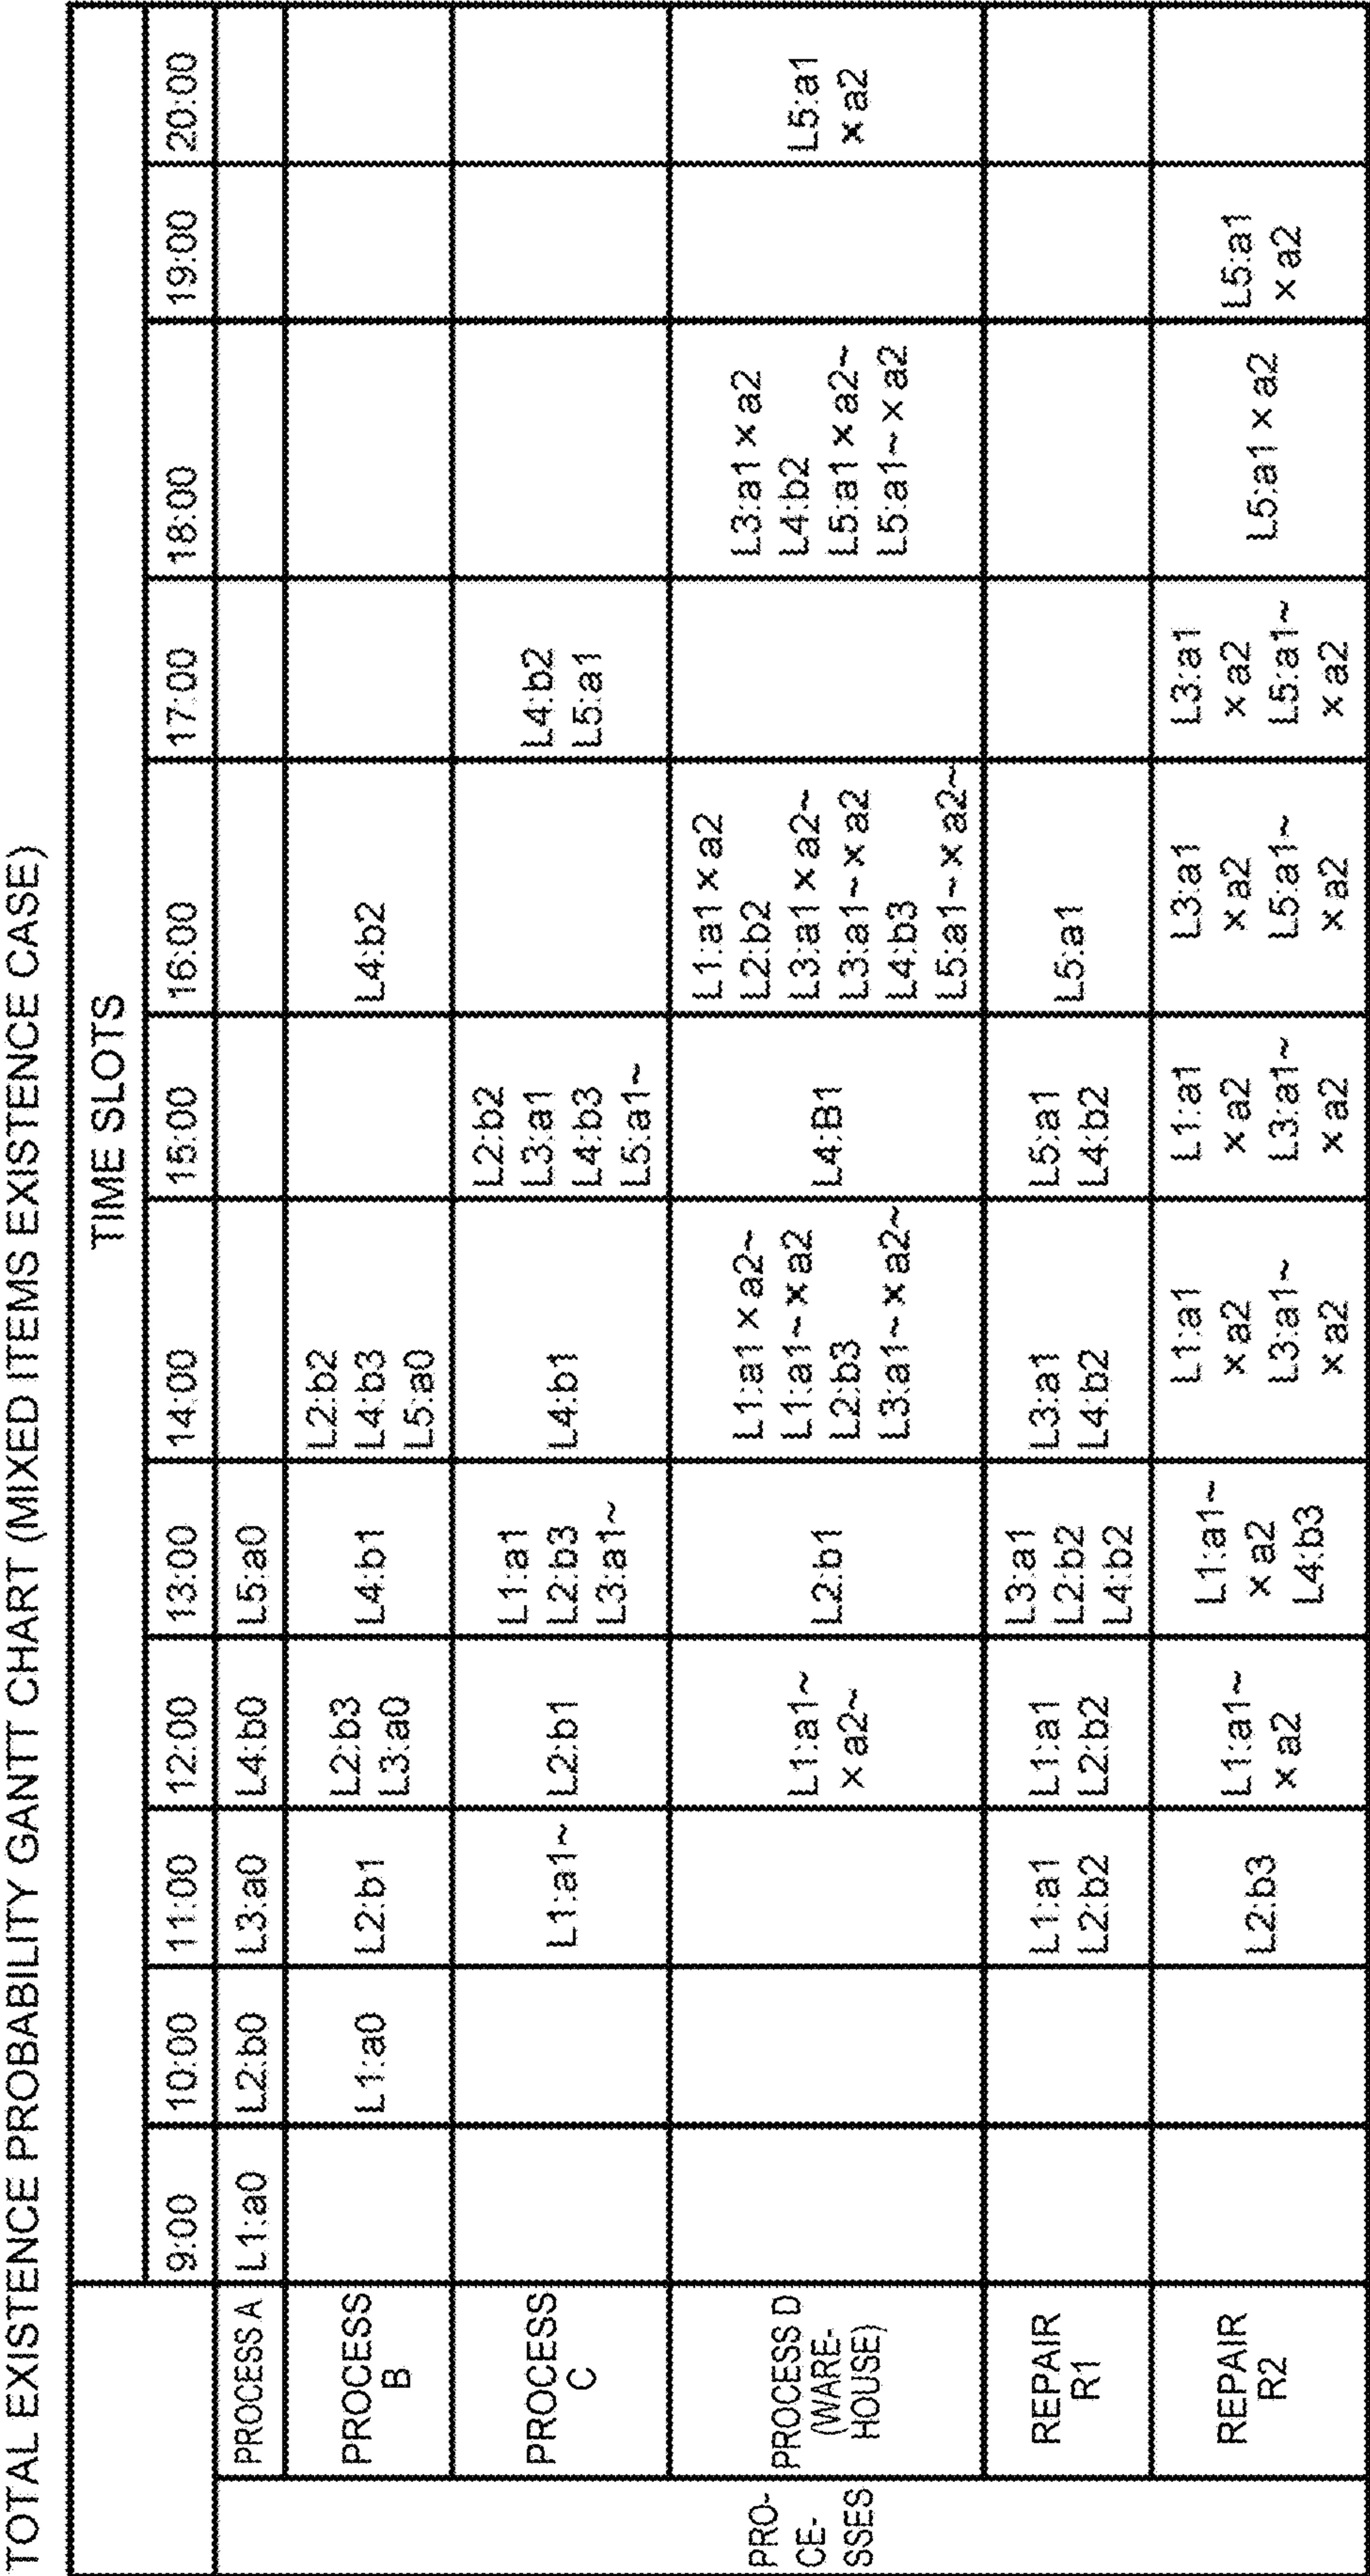 TOTAL EXISTENCE PROBABILITY GANTT CHART (MIXED ITEMS EXISTENCE CASE)
TIME SLOTS
9:00 10:00 11:00 12:00 13:00 14:00 15:00 16:00 17:00 18:00 19:00 20:00
PRO-
CE-
SSES
PROCESS A
L1:a0
L2:b0
L3:a0
L4:b0
L5:a0
PROCESS
B
L1:a0
L2:b1
L2:b3
L3:a0
L4:b1
L2:b2
L4:b3
L5:a0
L4:b2
PROCESS
C
L1:a1~
L2:b1
L1:a1
L2:b3
L3:a1~
L4:b1
L2:b2
L3:a1
L4:b3
L5:a1~
L4:b2
L5:a1
PROCESS D
(WARE-
HOUSE)
L1:a1~
×a2~
L2:b1
L1:a1×a2~
L1:a1~×a2
L2:b3
L3:a1~×a2~
L4:B1
L1:a1×a2
L2:b2
L3:a1×a2~
L3:a1~×a2
L4:b3
L5:a1~×a2~
L3:a1×a2
L4:b2
L5:a1×a2~
L5:a1~×a2
L5:a1
×a2
REPAIR
R1
L1:a1
L2:b2
L1:a1
L2:b2
L3:a1
L2:b2
L4:b2
L3:a1
L4:b2
L5:a1
L4:b2
L5:a1
REPAIR
R2
L2:b3
L1:a1~
×a2
L1:a1~
×a2
L4:b3
L1:a1
×a2
L3:a1~
×a2
L1:a1
×a2
L3:a1~
×a2
L3:a1
×a2
L5:a1~
×a2
L3:a1
×a2
L5:a1~
×a2
L5:a1×a2
L5:a1
×a2